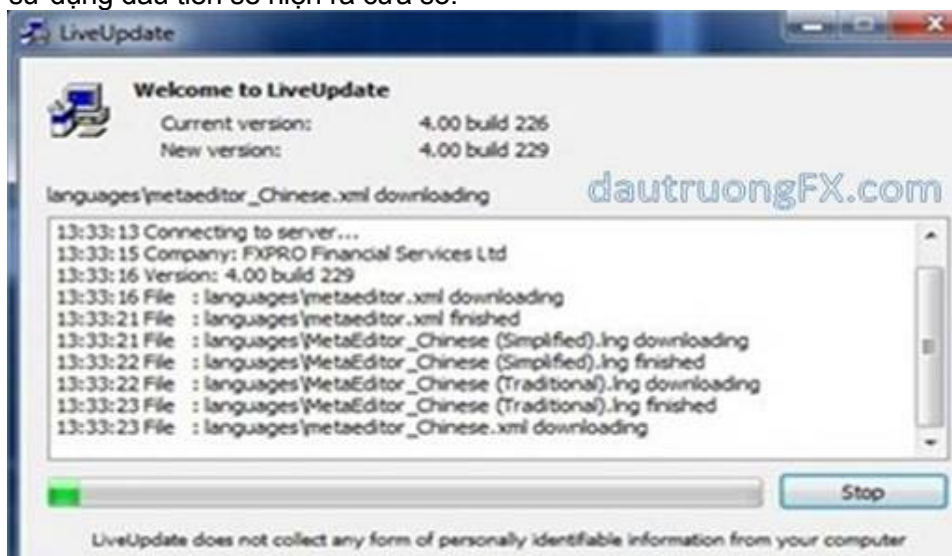 sử dụng đầu tiên sẽ hiện ra cửa sổ:
LiveUpdate
Welcome to LiveUpdate
Current version: 4.00 build 226
New version: 4.00 build 229
languages\metaeditor_Chinese.xml downloading
dautruongFX.com
13:33:13 Connecting to server...
13:33:15 Company: FXPRO Financial Services Ltd
13:33:16 Version: 4.00 build 229
13:33:16 File : languages\metaeditor.xml downloading
13:33:21 File : languages\metaeditor.xml finished
13:33:21 File : languages\MetaEditor_Chinese (Simplified).lng downloading
13:33:22 File : languages\MetaEditor_Chinese (Simplified).lng finished
13:33:22 File : languages\MetaEditor_Chinese (Traditional).lng downloading
13:33:23 File : languages\MetaEditor_Chinese (Traditional).lng finished
13:33:23 File : languages\metaeditor_Chinese.xml downloading
Stop
LiveUpdate does not collect any form of personally identifiable information from your computer